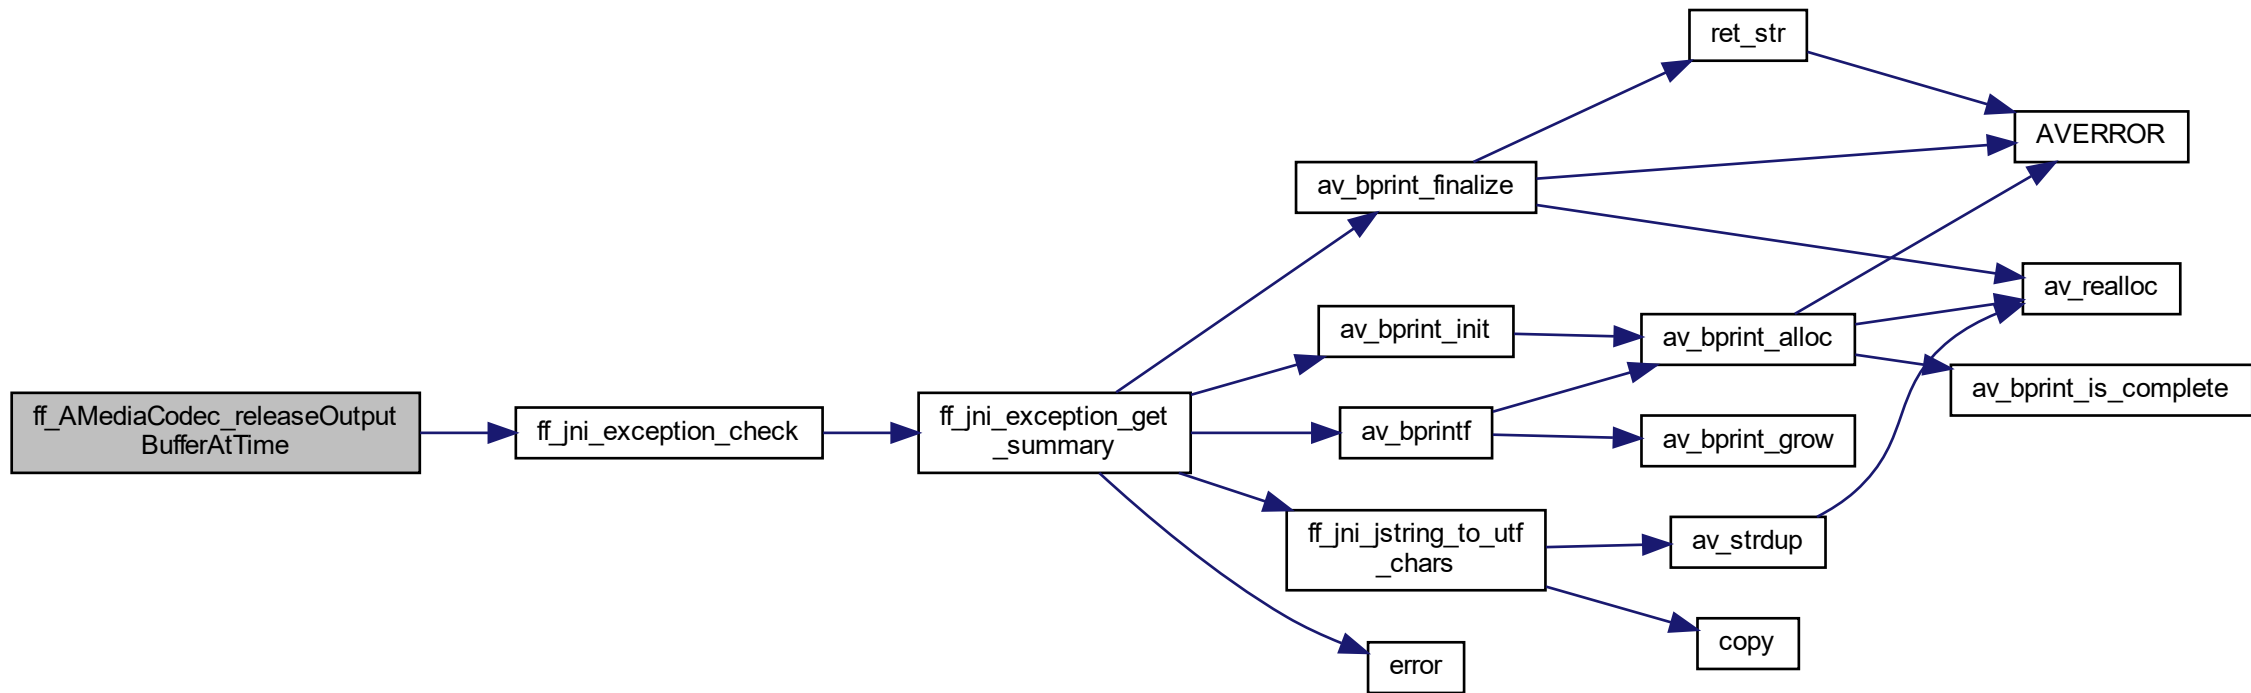 ff_AMediaCodec_releaseOutput
BufferAtTime
ff_jni_exception_check
ff_jni_exception_get
_summary
av_bprint_finalize
ret_str
AVERROR
av_realloc
av_bprint_init
av_bprint_alloc
av_bprint_is_complete
av_bprintf
av_bprint_grow
ff_jni_jstring_to_utf
_chars
av_strdup
copy
error